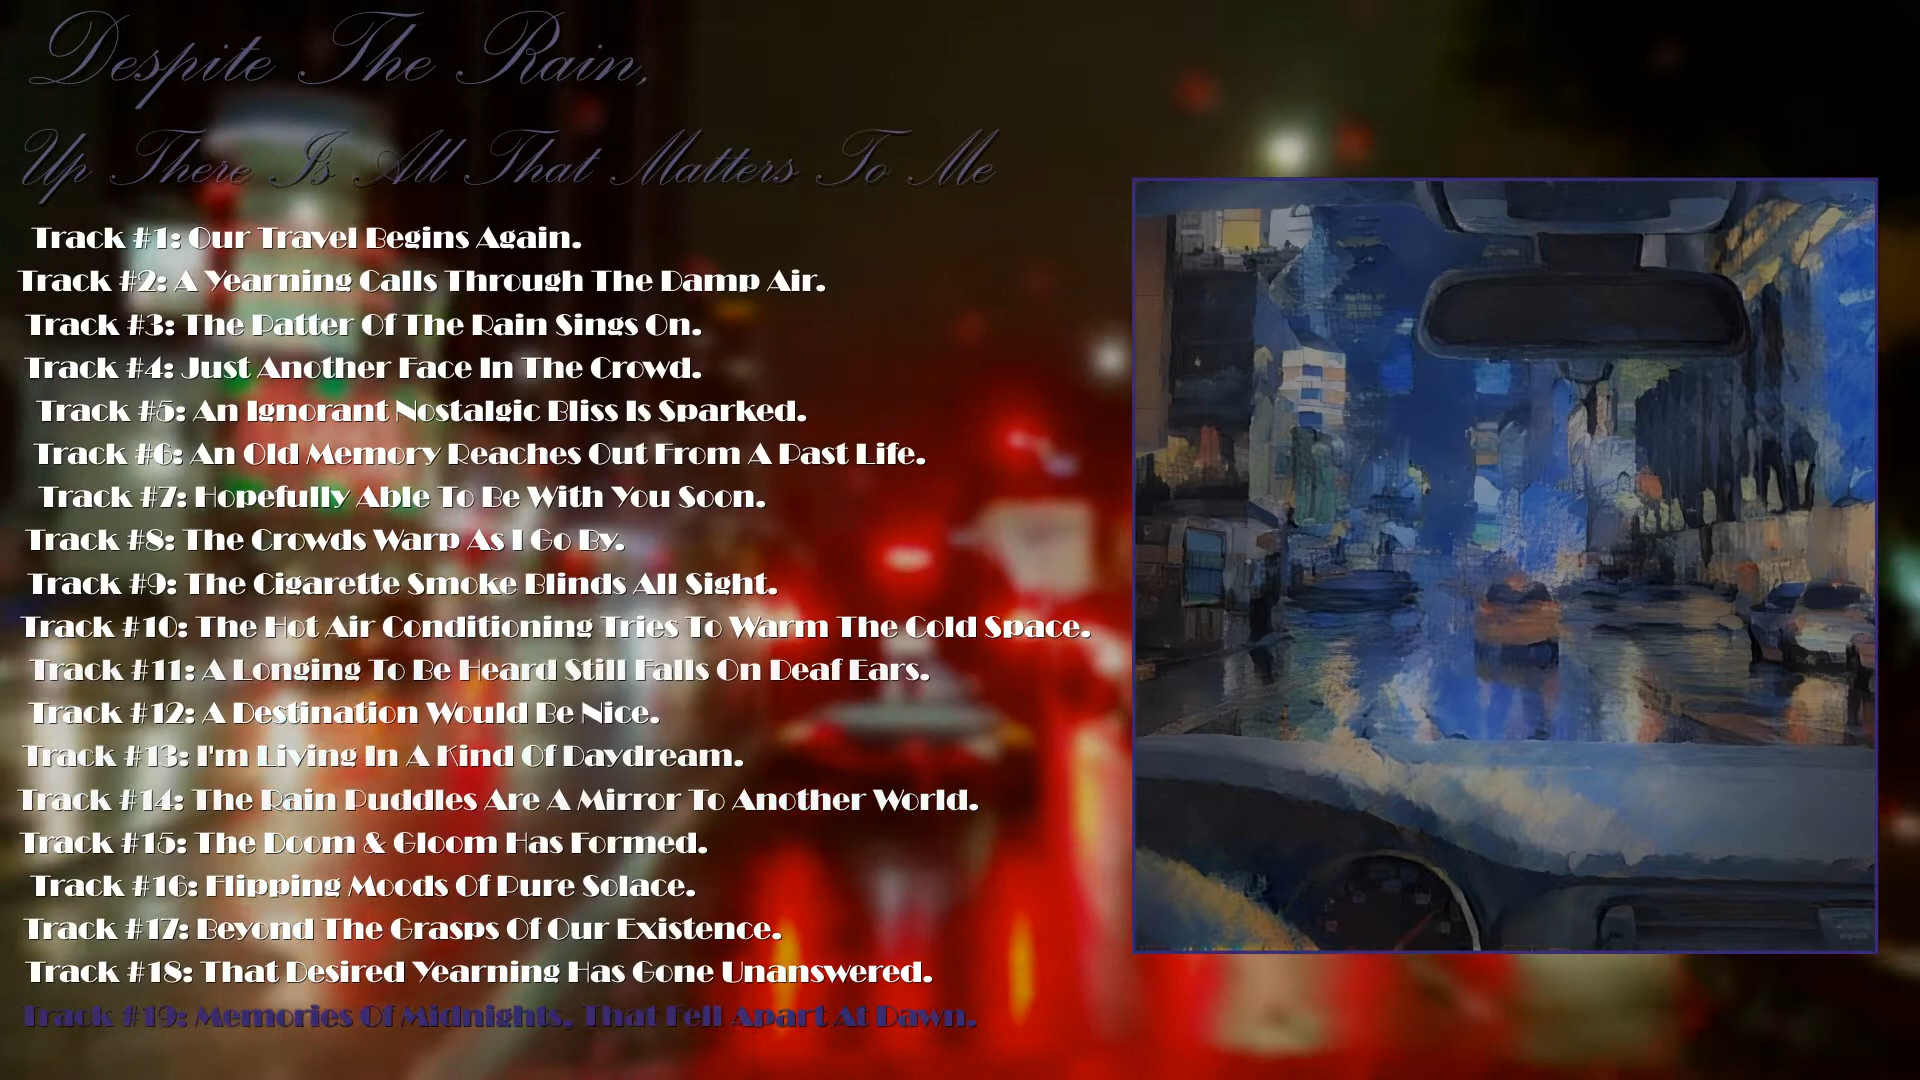 Despite The Rain,
Up There Is All That Matters To Me
Track #1: Our Travel Begins Again.
Track #2: A Yearning Calls Through The Damp Air.
Track #3: The Patter Of The Rain Sings On.
Track #4: Just Another Face In The Crowd.
Track #5: An Ignorant Nostalgic Bliss Is Sparked.
Track #6: An Old Memory Reaches Out From A Past Life.
Track #7: Hopefully Able To Be With You Soon.
Track #8: The Crowds Warp As I Go By.
Track #9: The Cigarette Smoke Blinds All Sight.
Track #10: The Hot Air Conditioning Tries To Warm The Cold Space.
Track #11: A Longing To Be Heard Still Falls On Deaf Ears.
Track #12: A Destination Would Be Nice.
Track #13: I'm Living In A Kind Of Daydream.
Track #14: The Rain Puddles Are A Mirror To Another World.
Track #15: The Doom & Gloom Has Formed.
Track #16: Flipping Moods Of Pure Solace.
Track #17: Beyond The Grasps Of Our Existence.
Track #18: That Desired Yearning Has Gone Unanswered.
Track #19: Memories Of Midnights, That Fell Apart At Dawn.